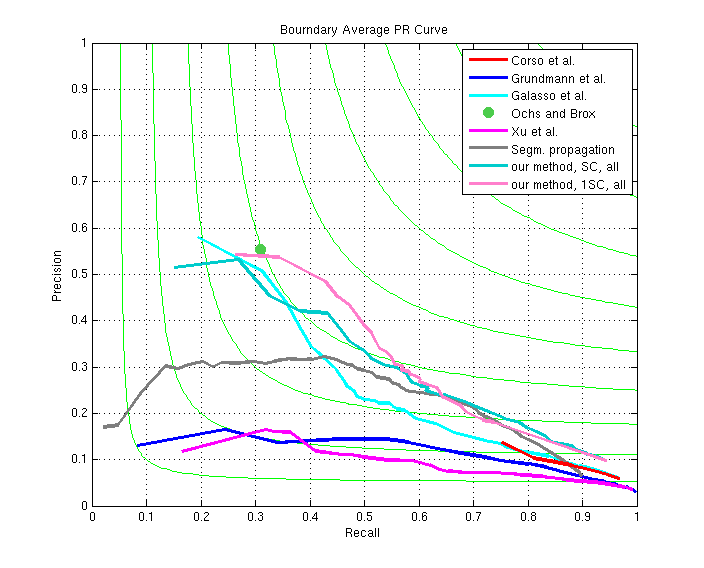 Bourndary Average PR Curve
Corso et al.
Grundmann et al.
Galasso et al.
Ochs and Brox
Xu et al.
Segm. propagation
our method, SC, all
our method, 1SC, all
Precision
1
0.9
0.8
0.7
0.6
0.5
0.4
0.3
0.2
0.1
0
0 0.1 0.2 0.3 0.4 0.5 0.6 0.7 0.8 0.9 1
Recall